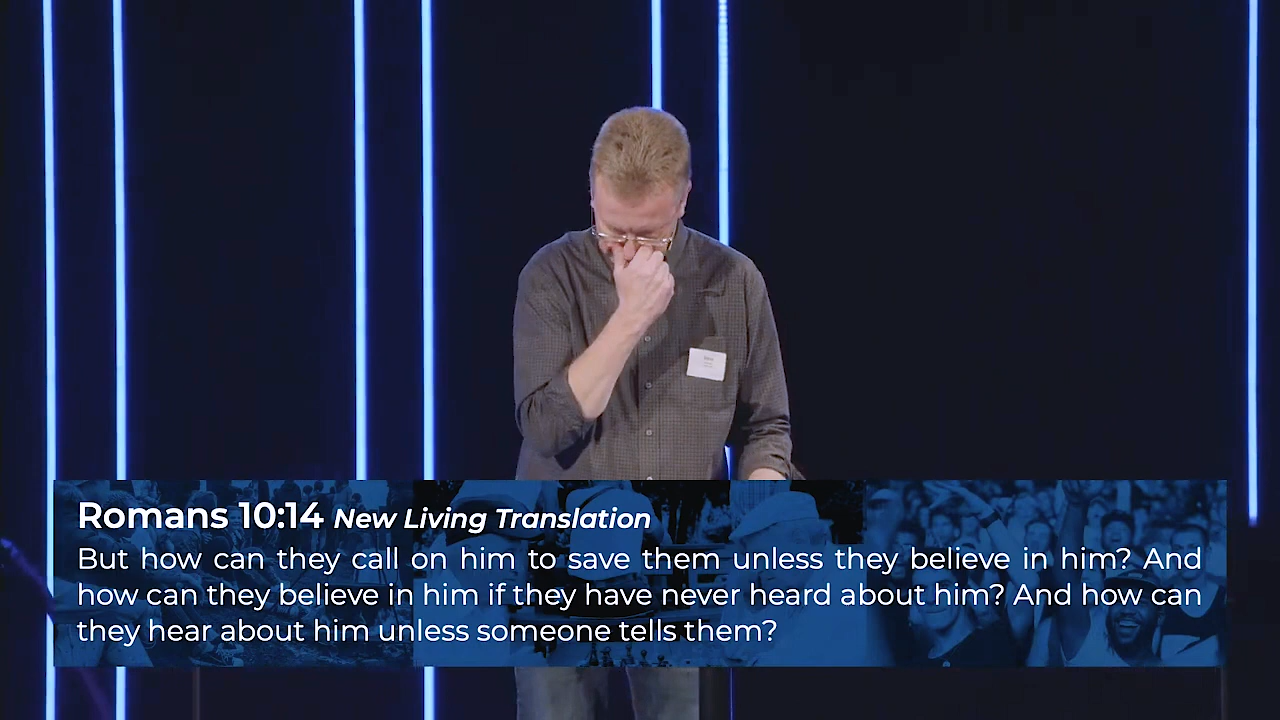 Romans 10:14 New Living Translation
But how can they call on him to save them unless they believe in him? And
how can they believe in him if they have never heard about him? And how can
they hear about him unless someone tells them?